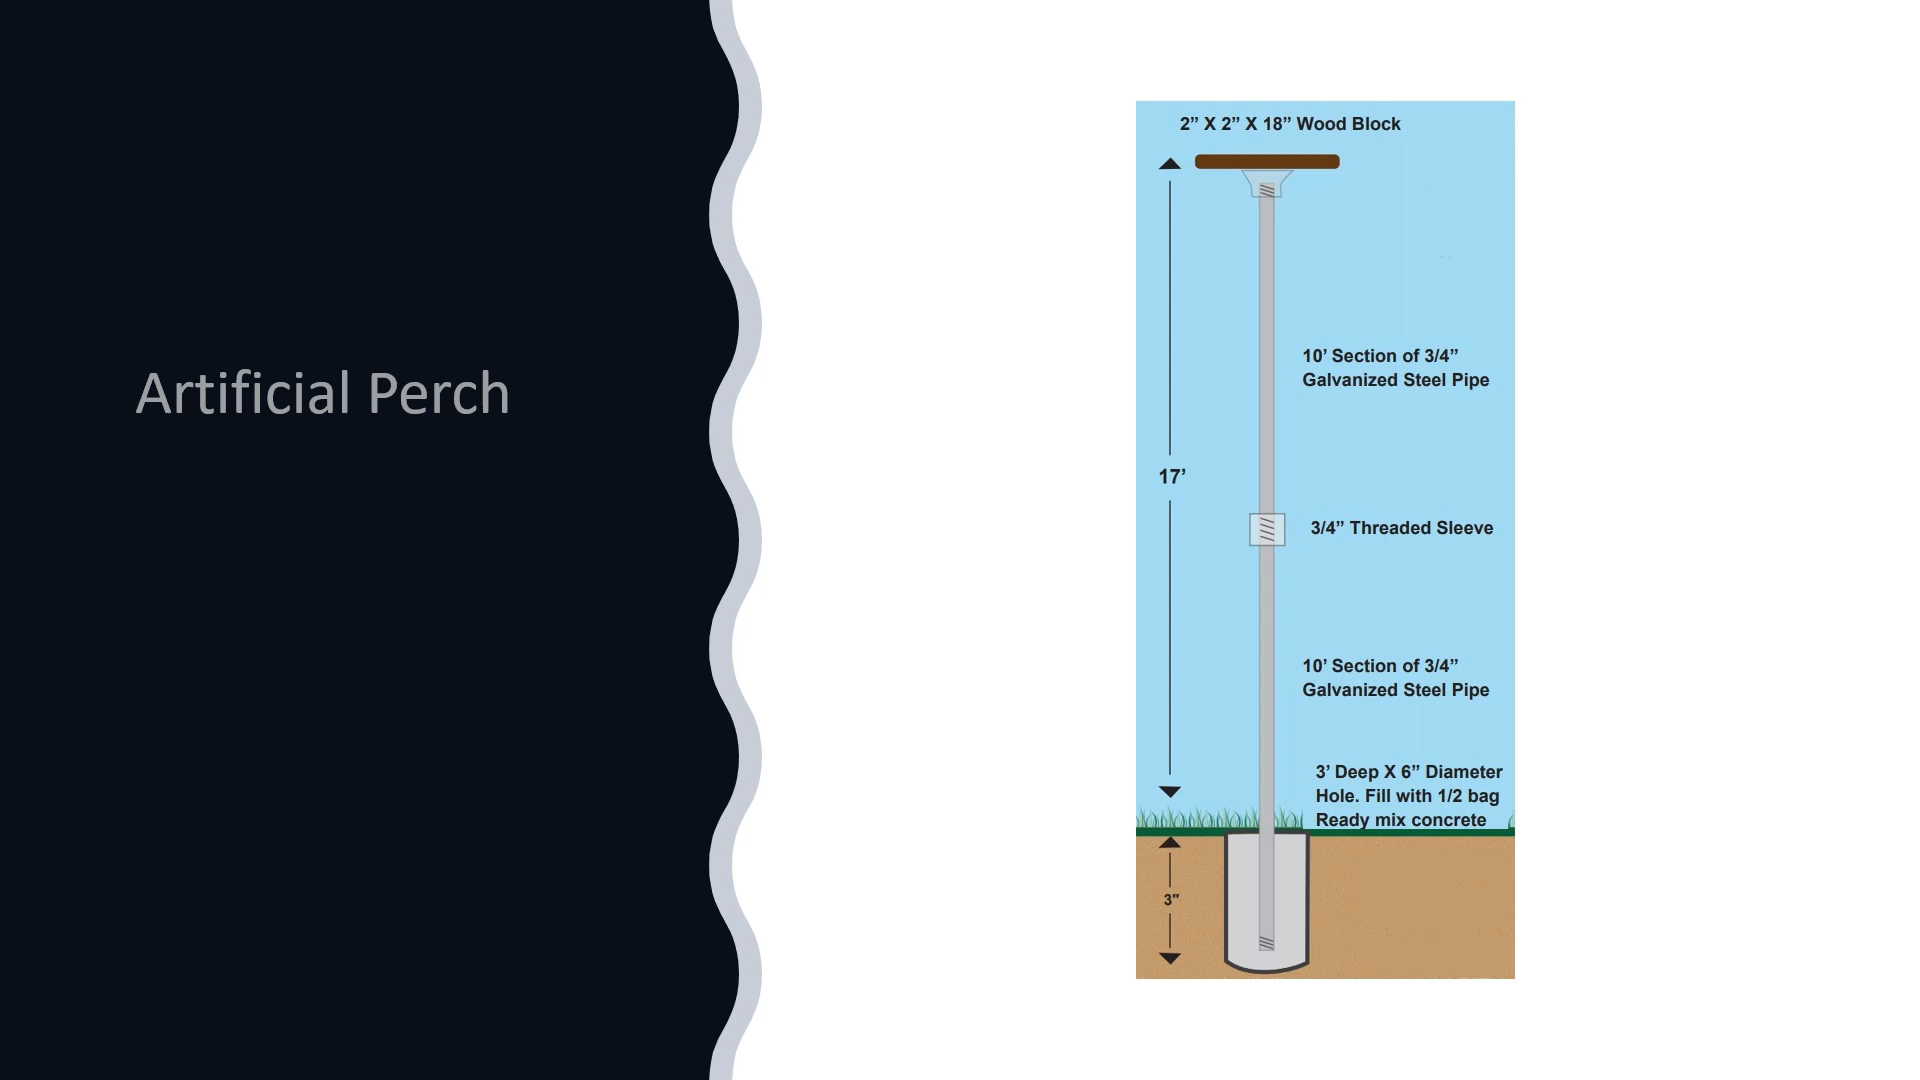 Artificial Perch
2” X 2” X 18” Wood Block
10’ Section of 3/4”
Galvanized Steel Pipe
17’
3/4” Threaded Sleeve
10’ Section of 3/4”
Galvanized Steel Pipe
3’ Deep X 6” Diameter
Hole. Fill with 1/2 bag
Ready mix concrete
3"